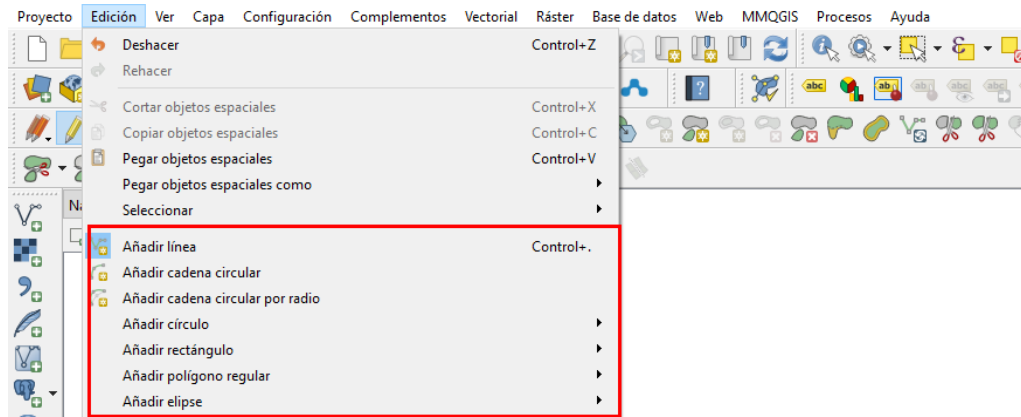 Proyecto Edición Ver Capa Configuración Complementos Vectorial Ráster Base de datos Web MMQGIS Procesos Ayuda
Deshacer Control+Z
Rehacer
abc
Cortar objetos espaciales Control+X
Copiar objetos espaciales Control+C
Pegar objetos espaciales Control+V
Pegar objetos espaciales como
Seleccionar
Añadir línea Control+.
Añadir cadena circular
Añadir cadena circular por radio
Añadir círculo
Añadir rectángulo
Añadir polígono regular
Añadir elipse